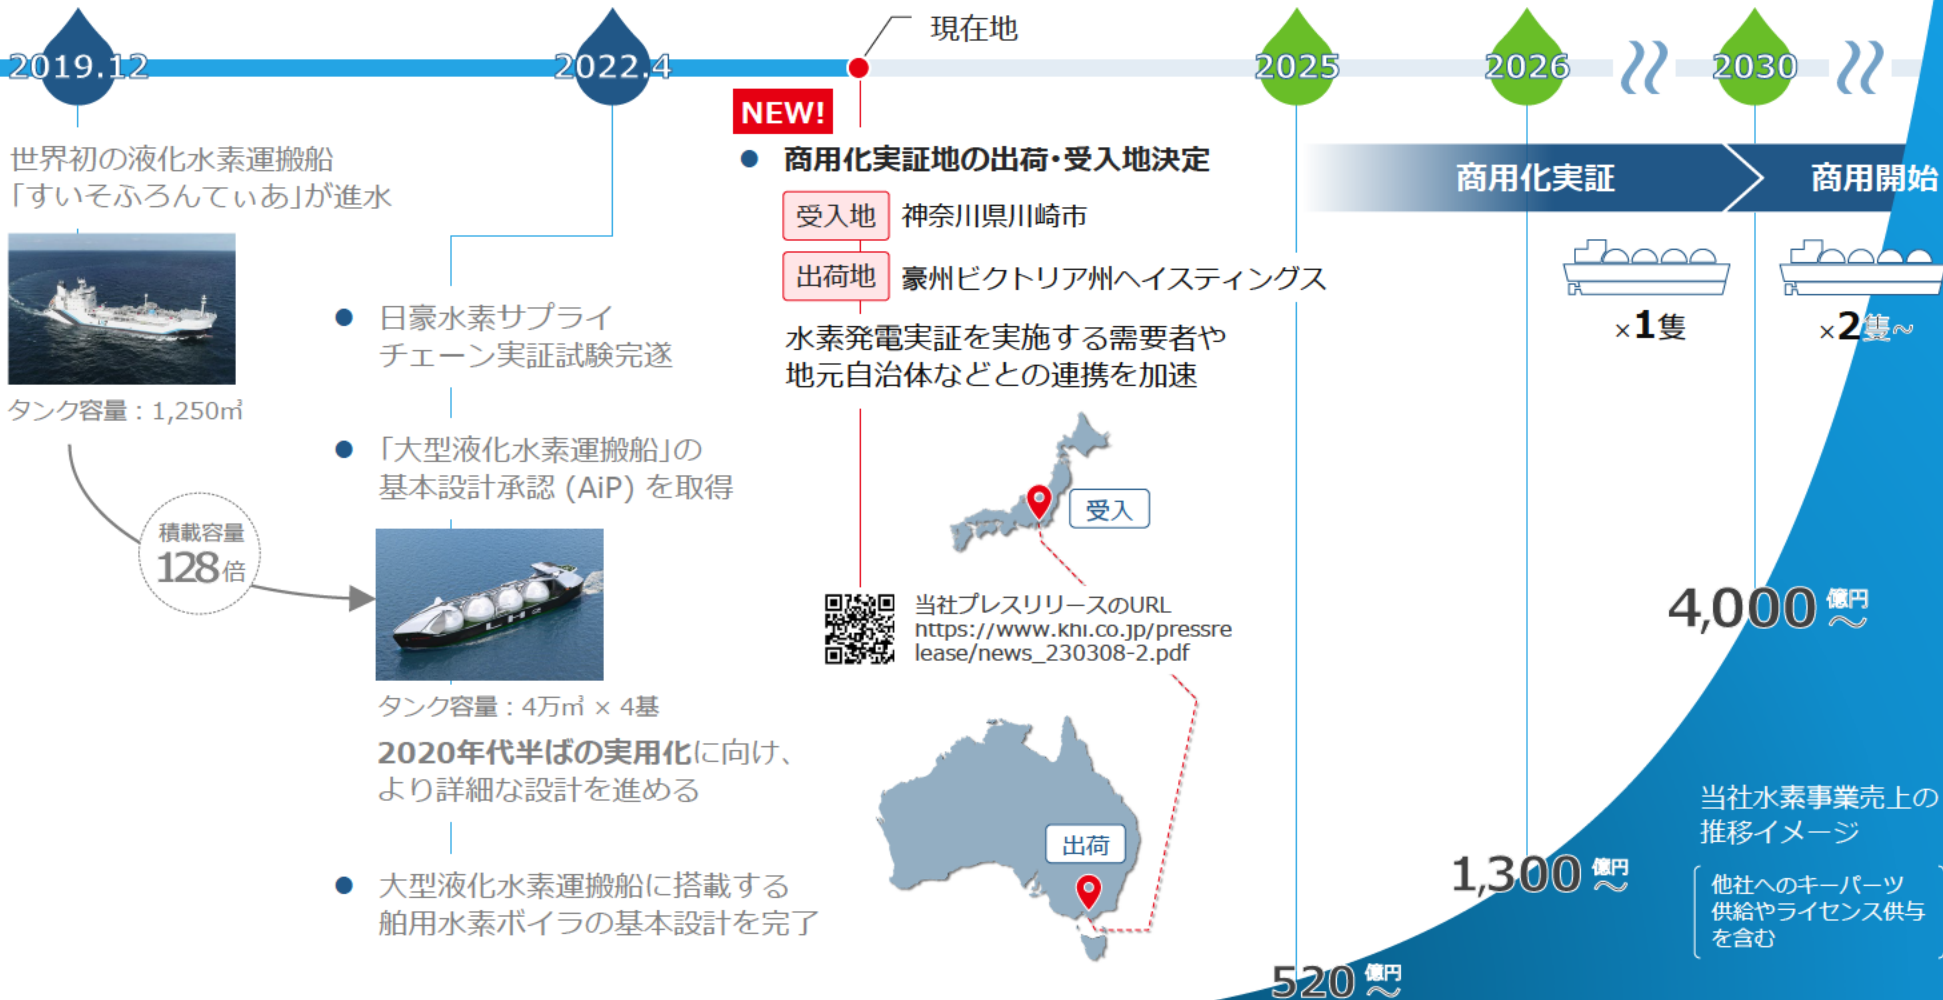 2019.12
2022.4
現在地
2025
2026
2030
世界初の液化水素運搬船
「すいそふろんてぃあ」が進水
タンク容量：1,250㎥
積載容量
128倍
● 日豪水素サプライ
チェーン実証試験完遂
● 「大型液化水素運搬船」の
基本設計承認 (AiP) を取得
LH2
タンク容量：4万㎥ × 4基
2020年代半ばの実用化に向け、
より詳細な設計を進める
● 大型液化水素運搬船に搭載する
舶用水素ボイラの基本設計を完了
NEW!
● 商用化実証地の出荷・受入地決定
受入地 神奈川県川崎市
出荷地 豪州ビクトリア州ヘイスティングス
水素発電実証を実施する需要者や
地元自治体などとの連携を加速
受入
当社プレスリリースのURL
https://www.khi.co.jp/pressre
lease/news_230308-2.pdf
出荷
商用化実証
商用開始
×1隻
×2隻～
4,000億円～
1,300億円～
520億円～
当社水素事業売上の
推移イメージ
他社へのキーパーツ
供給やライセンス供与
を含む